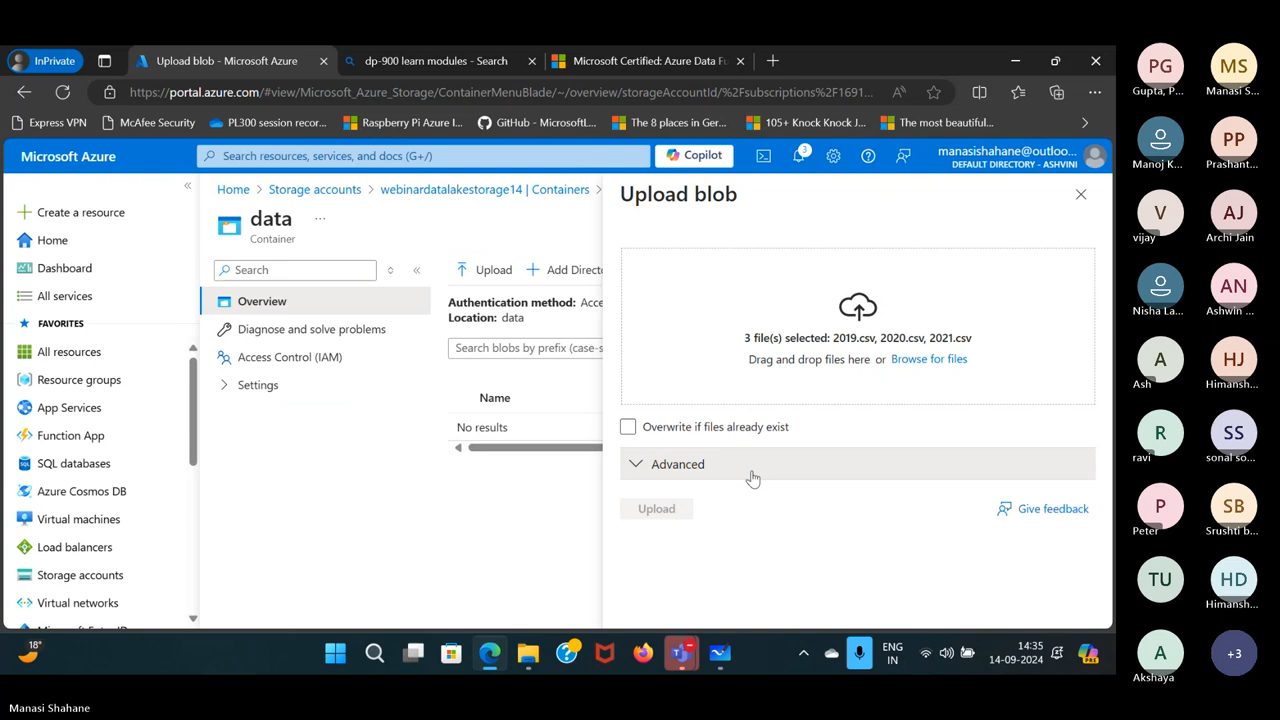 InPrivate
Upload blob - Microsoft Azure
dp-900 learn modules - Search
Microsoft Certified: Azure Data Fu
https://portal.azure.com/#view/Microsoft_Azure_Storage/ContainerMenuBlade/~/overview/storageAccountId/%2Fsubscriptions%2F1691...
Express VPN
McAfee Security
PL300 session recor...
Raspberry Pi Azure I...
GitHub - MicrosoftL...
The 8 places in Ger...
105+ Knock Knock J...
The most beautiful...
Microsoft Azure
Search resources, services, and docs (G+/)
Copilot
3
manasishahane@outloo...
DEFAULT DIRECTORY - ASHVINI
Create a resource
Home
Dashboard
All services
FAVORITES
All resources
Resource groups
App Services
Function App
SQL databases
Azure Cosmos DB
Virtual machines
Load balancers
Storage accounts
Virtual networks
Home
Storage accounts
webinardatalakestorage14 | Containers
data
...
Container
Search
Overview
Diagnose and solve problems
Access Control (IAM)
Settings
Upload
Add Directo
Authentication method: Acce
Location: data
Search blobs by prefix (case-s
Name
No results
Upload blob
3 file(s) selected: 2019.csv, 2020.csv, 2021.csv
Drag and drop files here or Browse for files
Overwrite if files already exist
Advanced
Upload
Give feedback
18°
ENG
IN
14:35
14-09-2024
PRE
Manasi Shahane
PG
Gupta, P...
MS
Manasi S...
Manoj K...
PP
Prashant...
V
vijay
AJ
Archi Jain
Nisha La...
AN
Ashwin ...
A
Ash
HJ
Himansh...
R
ravi
SS
sonal so...
P
Peter
SB
Srushti b...
TU
HD
Himansh...
A
Akshaya
+3